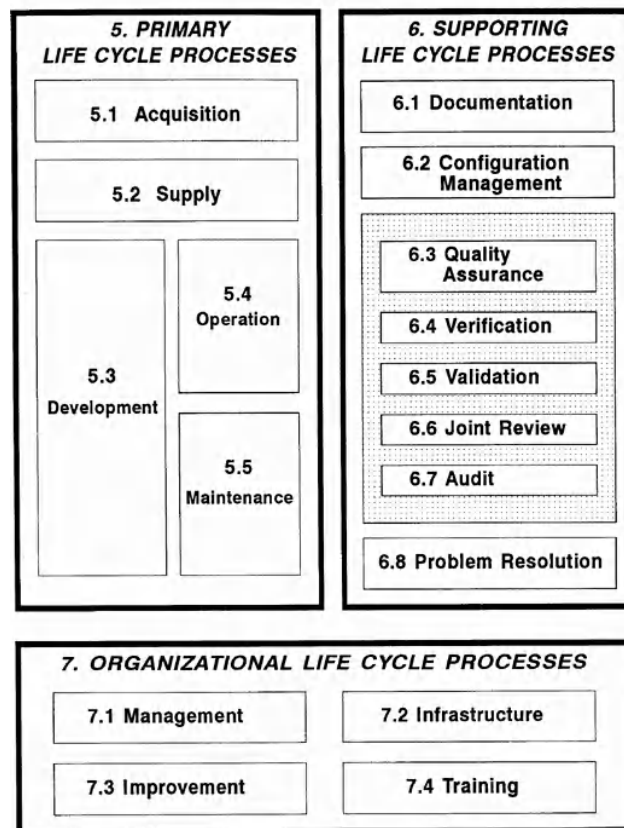 5. PRIMARY
LIFE CYCLE PROCESSES
5.1 Acquisition
5.2 Supply
5.3
Development
5.4
Operation
5.5
Maintenance
6. SUPPORTING
LIFE CYCLE PROCESSES
6.1 Documentation
6.2 Configuration
Management
6.3 Quality
Assurance
6.4 Verification
6.5 Validation
6.6 Joint Review
6.7 Audit
6.8 Problem Resolution
7. ORGANIZATIONAL LIFE CYCLE PROCESSES
7.1 Management
7.2 Infrastructure
7.3 Improvement
7.4 Training